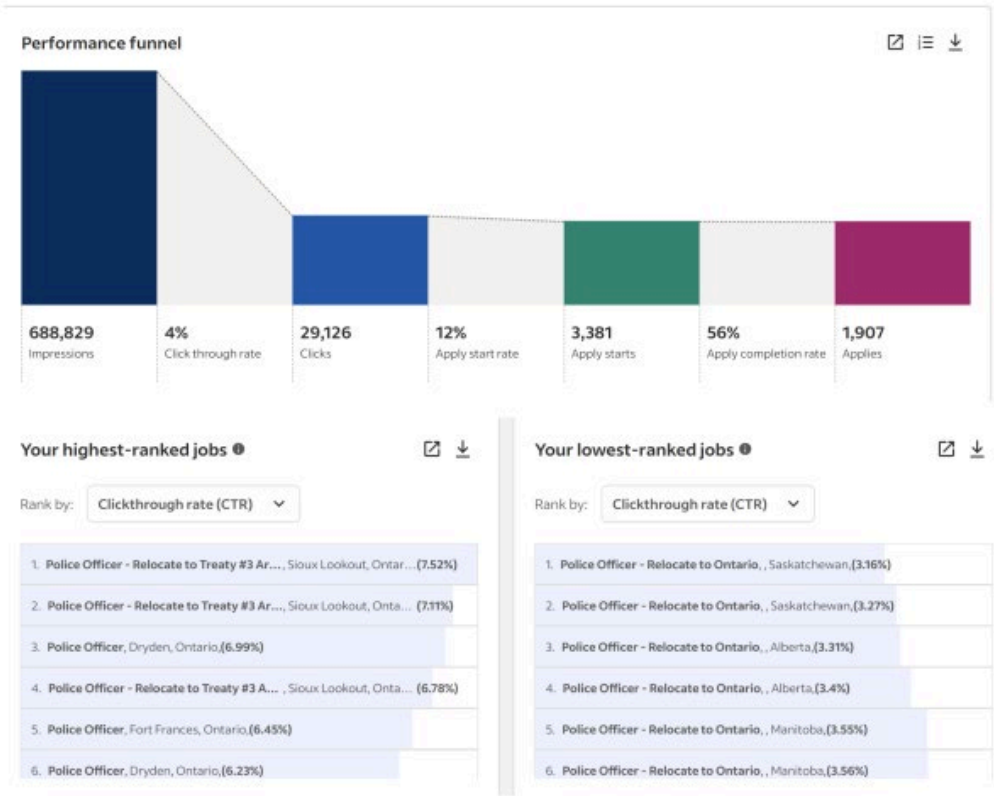 Performance funnel
688,829
Impressions
4%
Click through rate
29,126
Clicks
12%
Apply start rate
3,381
Apply starts
56%
Apply completion rate
1,907
Applies
Your highest-ranked jobs
Rank by: Clickthrough rate (CTR)
1. Police Officer - Relocate to Treaty #3 Ar..., Sioux Lookout, Ontar... (7.52%)
2. Police Officer - Relocate to Treaty #3 Ar..., Sioux Lookout, Onta... (7.11%)
3. Police Officer, Dryden, Ontario,(6.99%)
4. Police Officer - Relocate to Treaty #3 A..., Sioux Lookout, Onta... (6.78%)
5. Police Officer, Fort Frances, Ontario,(6.45%)
6. Police Officer, Dryden, Ontario,(6.23%)
Your lowest-ranked jobs
Rank by: Clickthrough rate (CTR)
1. Police Officer - Relocate to Ontario, , Saskatchewan,(3.16%)
2. Police Officer - Relocate to Ontario, , Saskatchewan,(3.27%)
3. Police Officer - Relocate to Ontario, , Alberta,(3.31%)
4. Police Officer - Relocate to Ontario, , Alberta,(3.4%)
5. Police Officer - Relocate to Ontario, , Manitoba,(3.55%)
6. Police Officer - Relocate to Ontario, , Manitoba,(3.56%)